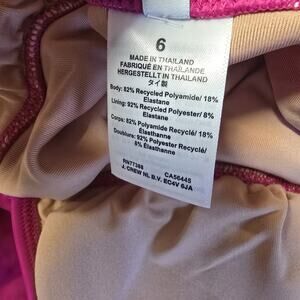 6
MADE IN THAILAND
FABRIQUÉ EN THAÏLANDE
HERGESTELLT IN THAILAND
タイ製
Body: 82% Recycled Polyamide/ 18%
Elastane
Lining: 92% Recycled Polyester/ 8%
Elastane
Corps: 82% Polyamide Recyclé/ 18%
Élasthanne
Doublure: 92% Polyester Recyclé/
8% Élasthanne
RN77388 CA56445
J. CREW NL B.V. EC4V 6JA